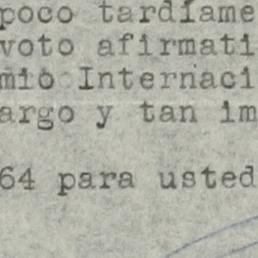 poco tardíame
voto afirmati
mio Internaci
argo y tan im
64 para usted